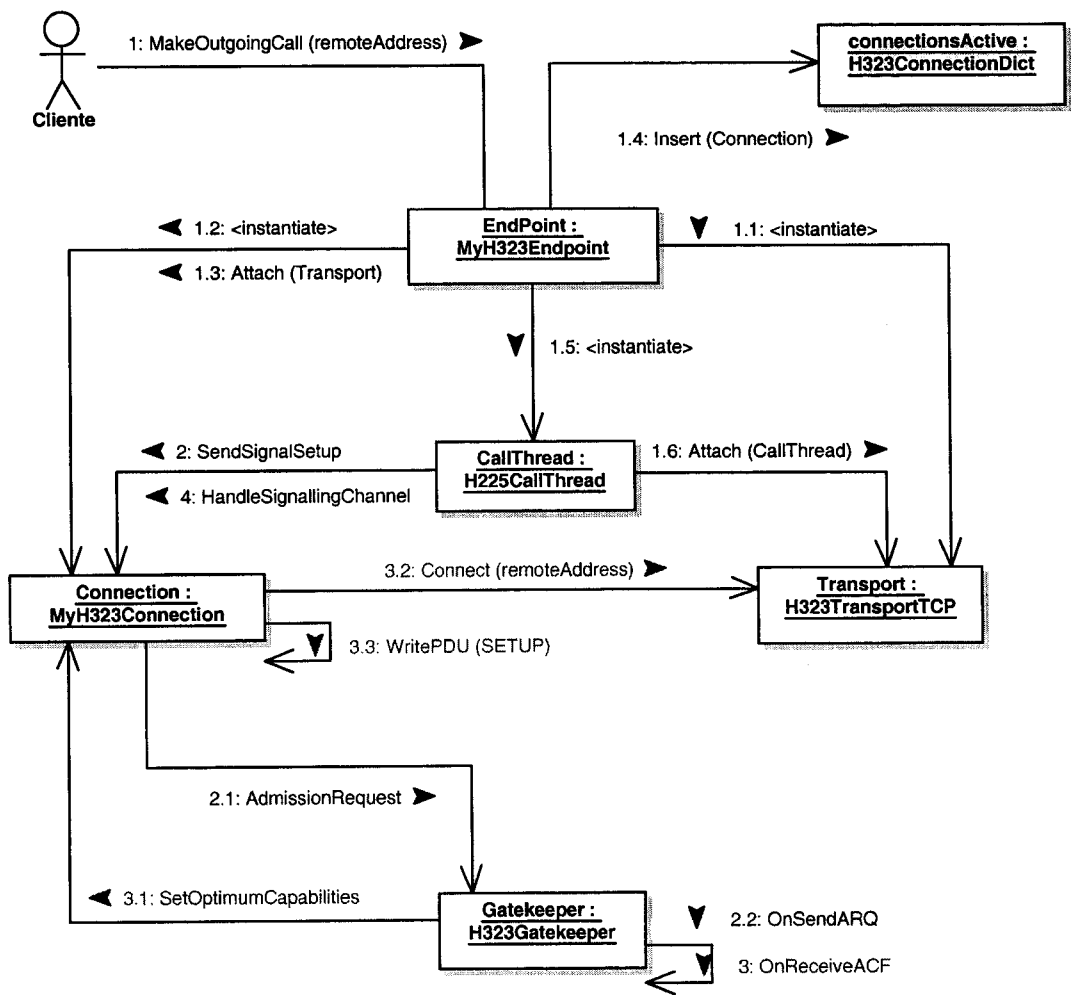 1: MakeOutgoingCall (remoteAddress)
connectionsActive :
H323ConnectionDict
Cliente
1.4: Insert (Connection)
EndPoint :
MyH323Endpoint
1.2: <instantiate>
1.1: <instantiate>
1.3: Attach (Transport)
1.5: <instantiate>
2: SendSignalSetup
CallThread :
H225CallThread
1.6: Attach (CallThread)
4: HandleSignallingChannel
3.2: Connect (remoteAddress)
Connection :
MyH323Connection
Transport :
H323TransportTCP
3.3: WritePDU (SETUP)
2.1: AdmissionRequest
3.1: SetOptimumCapabilities
Gatekeeper :
H323Gatekeeper
2.2: OnSendARQ
3: OnReceiveACF